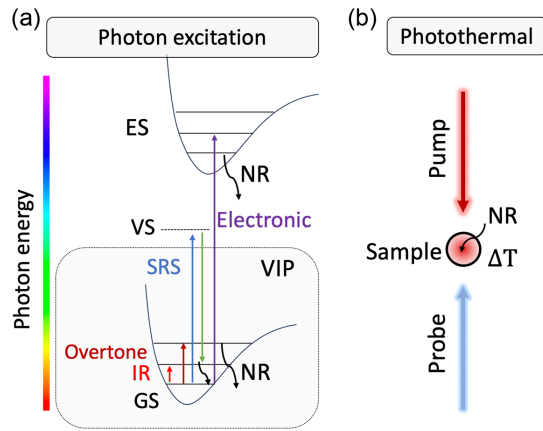 (a)
Photon excitation
Photon energy
ES
NR
Electronic
VS
SRS
VIP
Overtone
IR
NR
GS
(b)
Photothermal
Pump
NR
Sample
ΔT
Probe